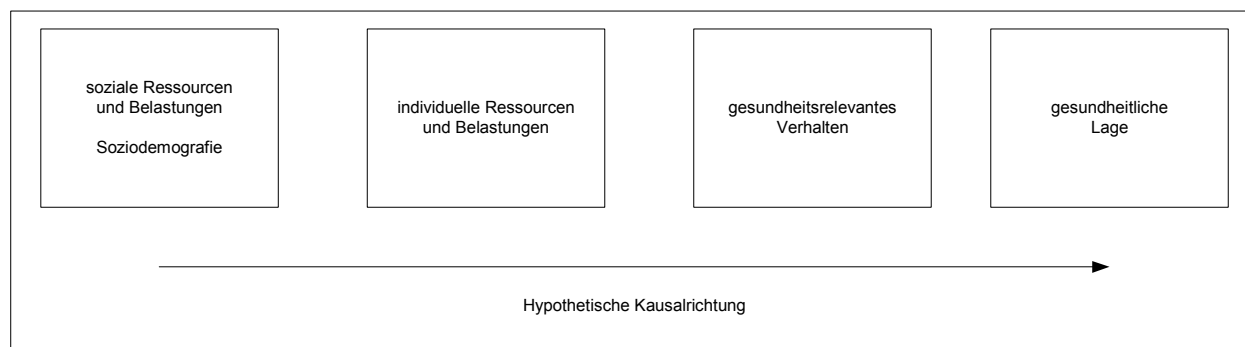 soziale Ressourcen
und Belastungen
Soziodemografie
individuelle Ressourcen
und Belastungen
gesundheitsrelevantes
Verhalten
gesundheitliche
Lage
Hypothetische Kausalrichtung